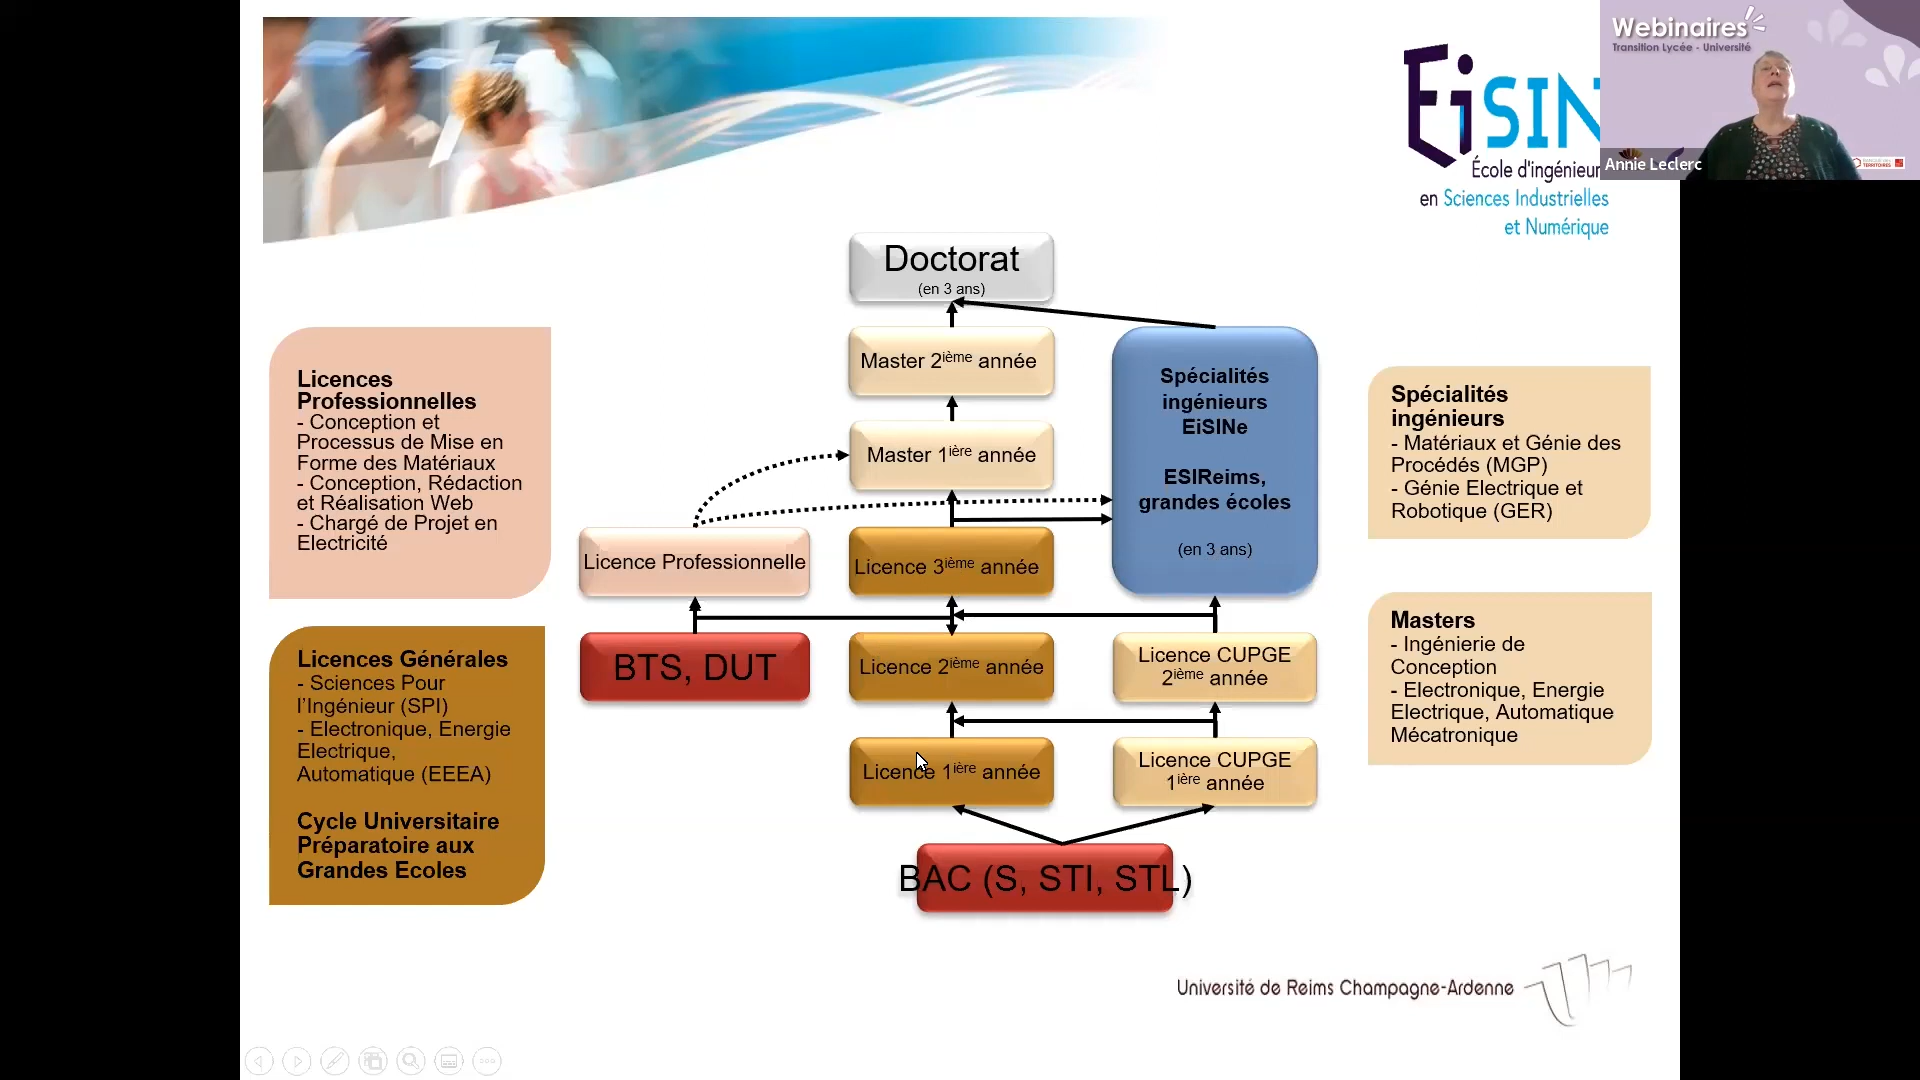 Webinaires
Transition Lycée - Université
Annie Leclerc
EiSIN
École d'ingénieur
en Sciences Industrielles
et Numérique
Doctorat
(en 3 ans)
Master 2ième année
Master 1ière année
Licence Professionnelle
Licence 3ième année
Spécialités
ingénieurs
EiSINe
ESIReims,
grandes écoles
(en 3 ans)
BTS, DUT
Licence 2ième année
Licence CUPGE
2ième année
Licence 1ière année
Licence CUPGE
1ière année
BAC (S, STI, STL)
Licences
Professionnelles
- Conception et
Processus de Mise en
Forme des Matériaux
- Conception, Rédaction
et Réalisation Web
- Chargé de Projet en
Electricité
Licences Générales
- Sciences Pour
l’Ingénieur (SPI)
- Electronique, Energie
Electrique,
Automatique (EEEA)
Cycle Universitaire
Préparatoire aux
Grandes Ecoles
Spécialités
ingénieurs
- Matériaux et Génie des
Procédés (MGP)
- Génie Electrique et
Robotique (GER)
Masters
- Ingénierie de
Conception
- Electronique, Energie
Electrique, Automatique
Mécatronique
Université de Reims Champagne-Ardenne